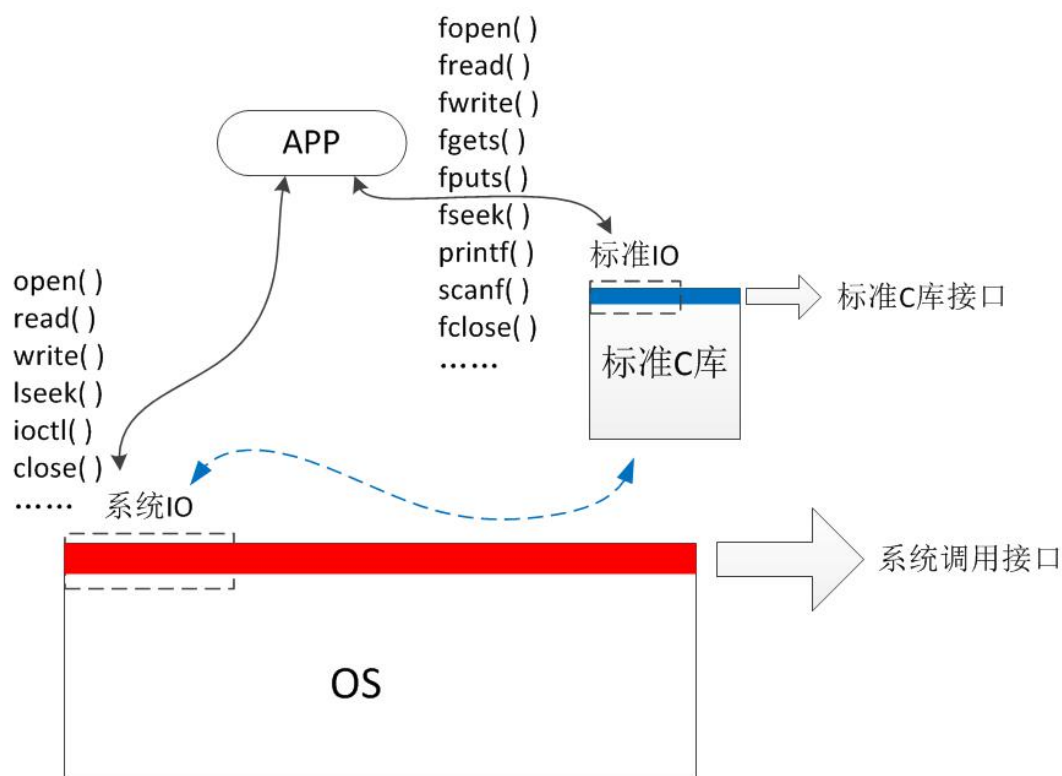 fopen( )
fread( )
fwrite( )
fgets( )
fputs( )
fseek( )
printf( )
scanf( )
fclose( )
……
APP
标准IO
标准C库接口
标准C库
open( )
read( )
write( )
lseek( )
ioctl( )
close( )
……
系统IO
系统调用接口
OS